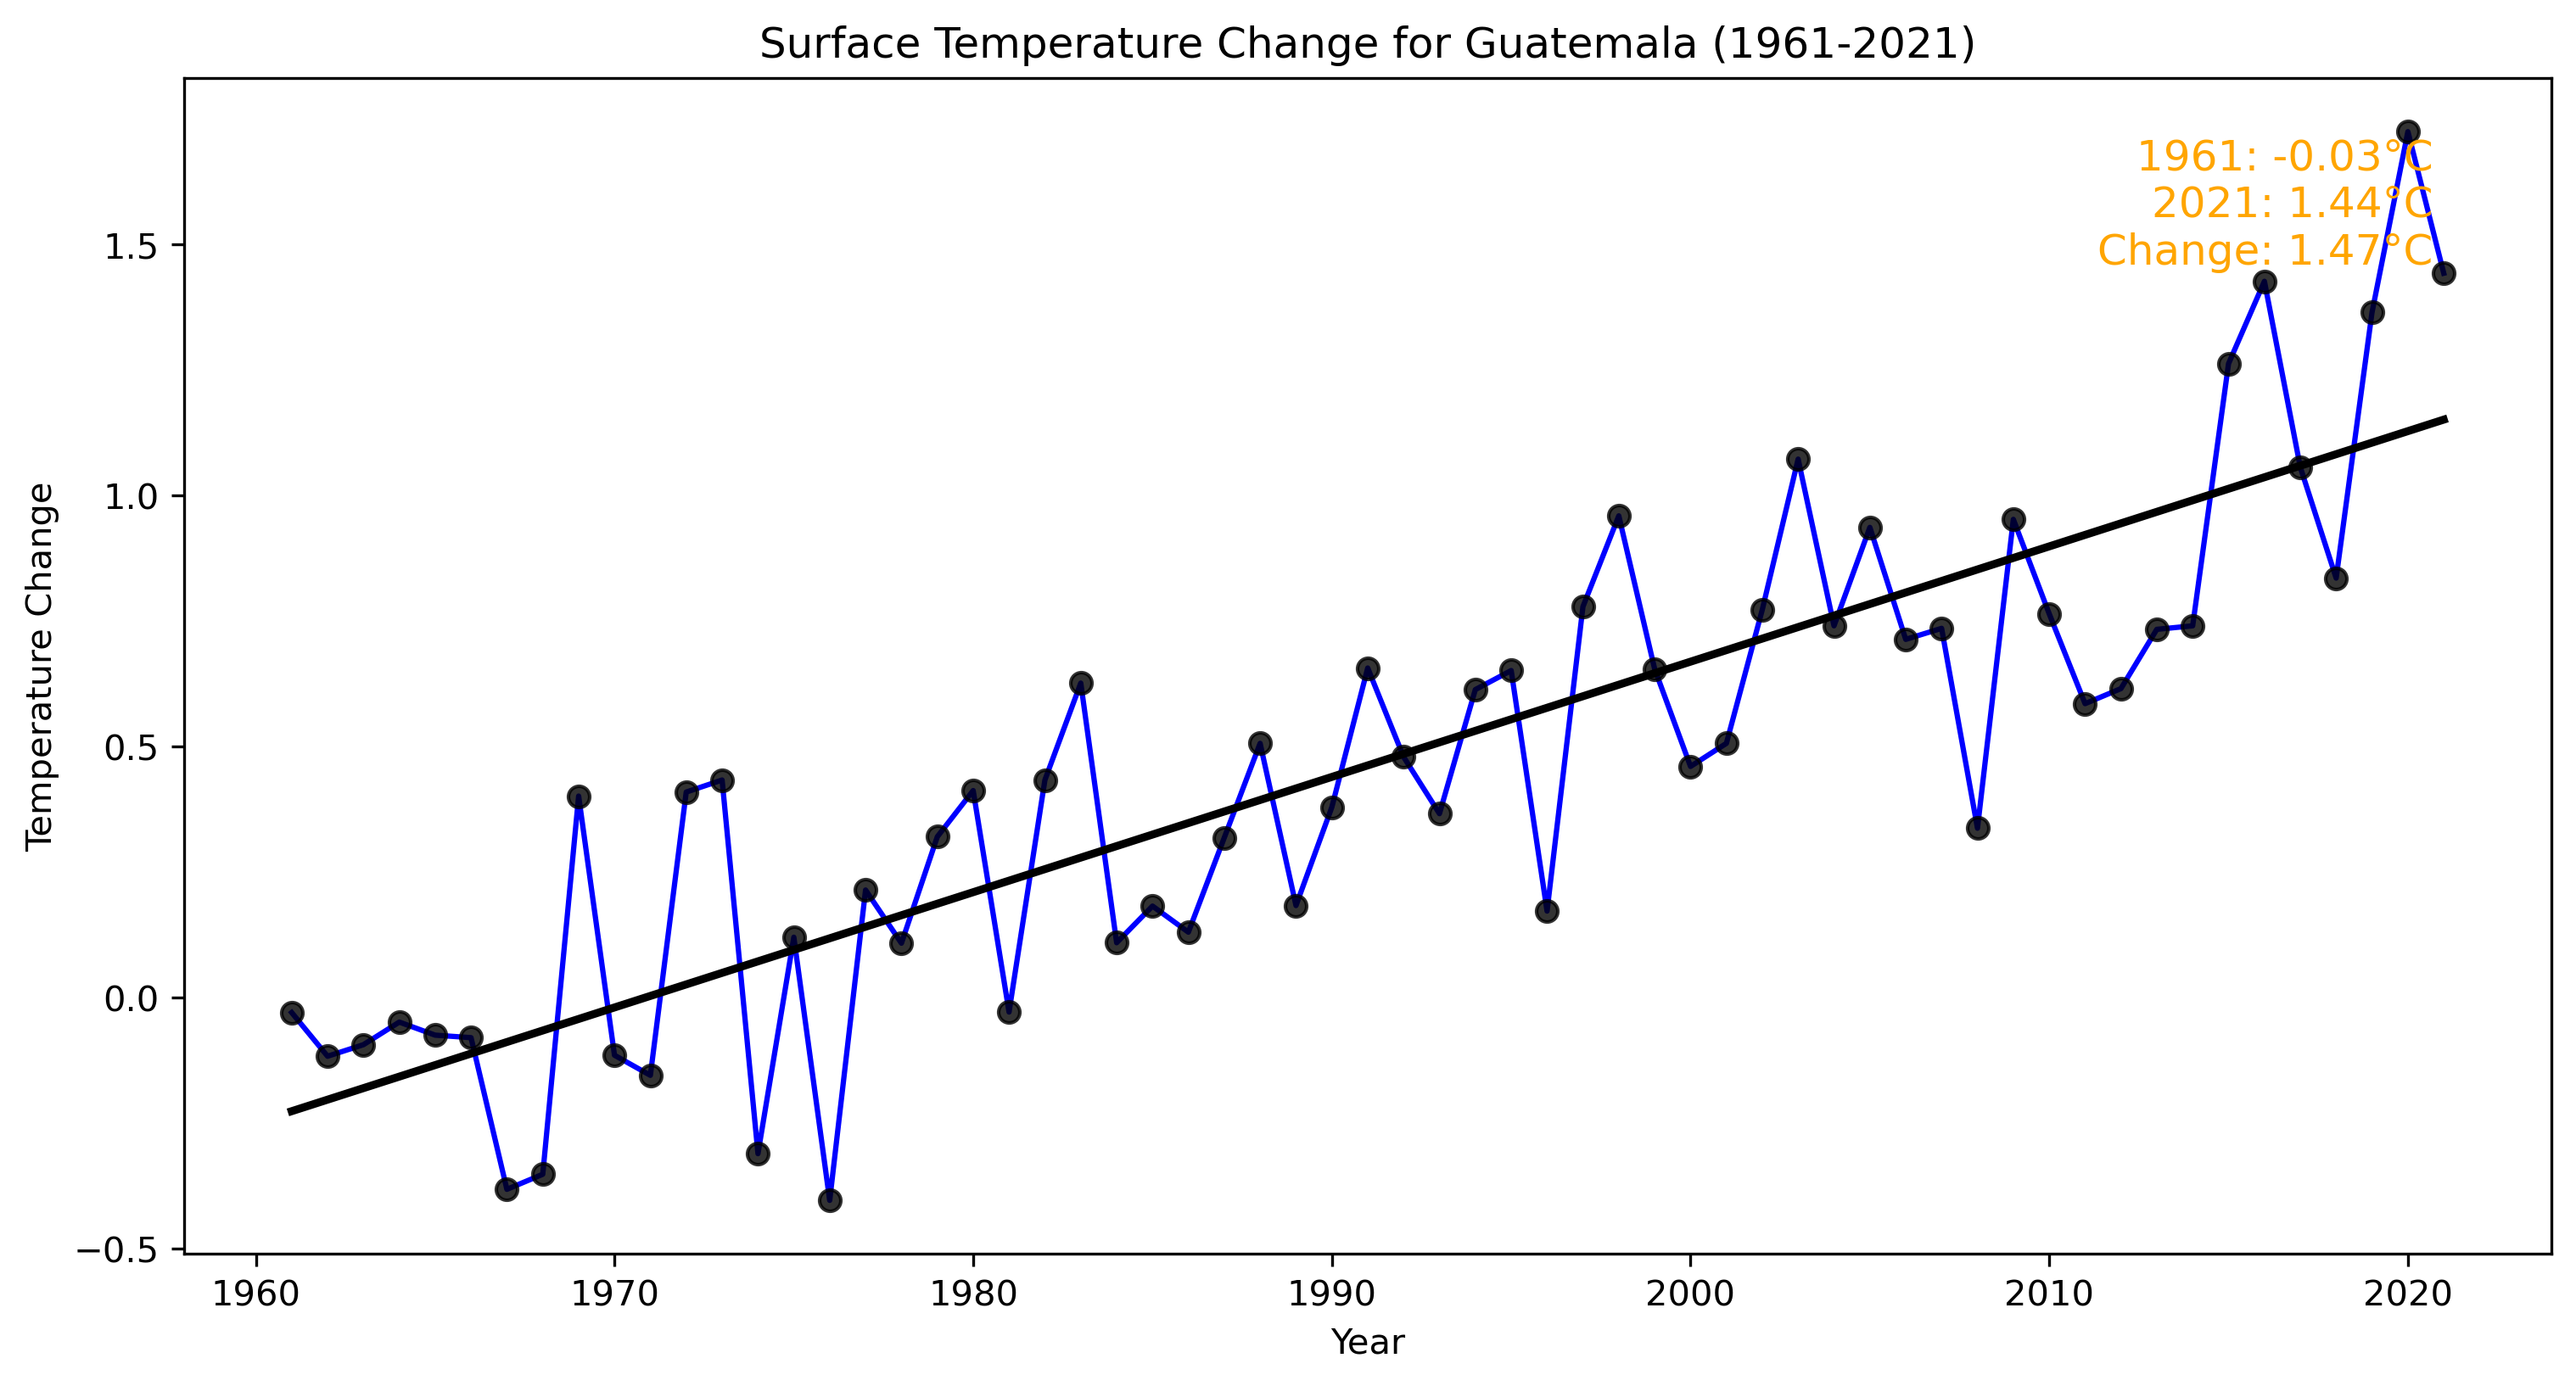 Surface Temperature Change for Guatemala (1961-2021)
1961: -0.03°C
2021: 1.44°C
Change: 1.47°C
Temperature Change
1.5
1.0
0.5
0.0
−0.5
1960 1970 1980 1990 2000 2010 2020
Year